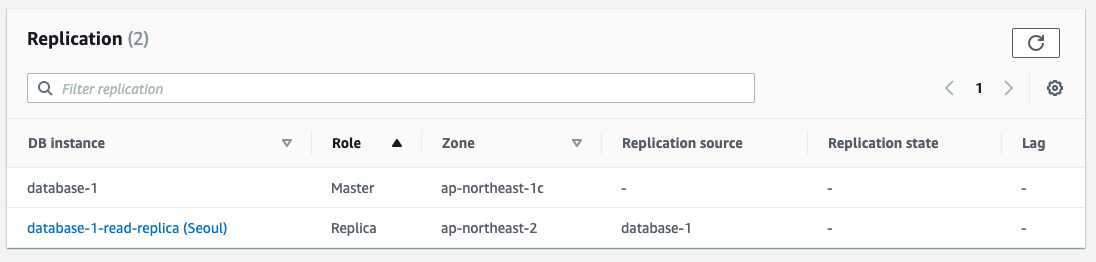 Replication (2)
Filter replication
1
DB instance Role Zone Replication source Replication state Lag
database-1 Master ap-northeast-1c - - -
database-1-read-replica (Seoul) Replica ap-northeast-2 database-1 - -